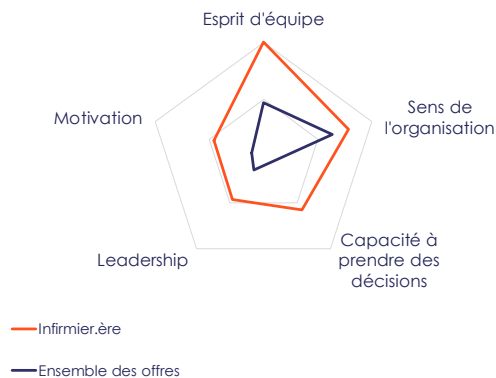 Esprit d'équipe
Motivation
Sens de
l'organisation
Leadership
Capacité à
prendre des
décisions
Infirmier.ère
Ensemble des offres